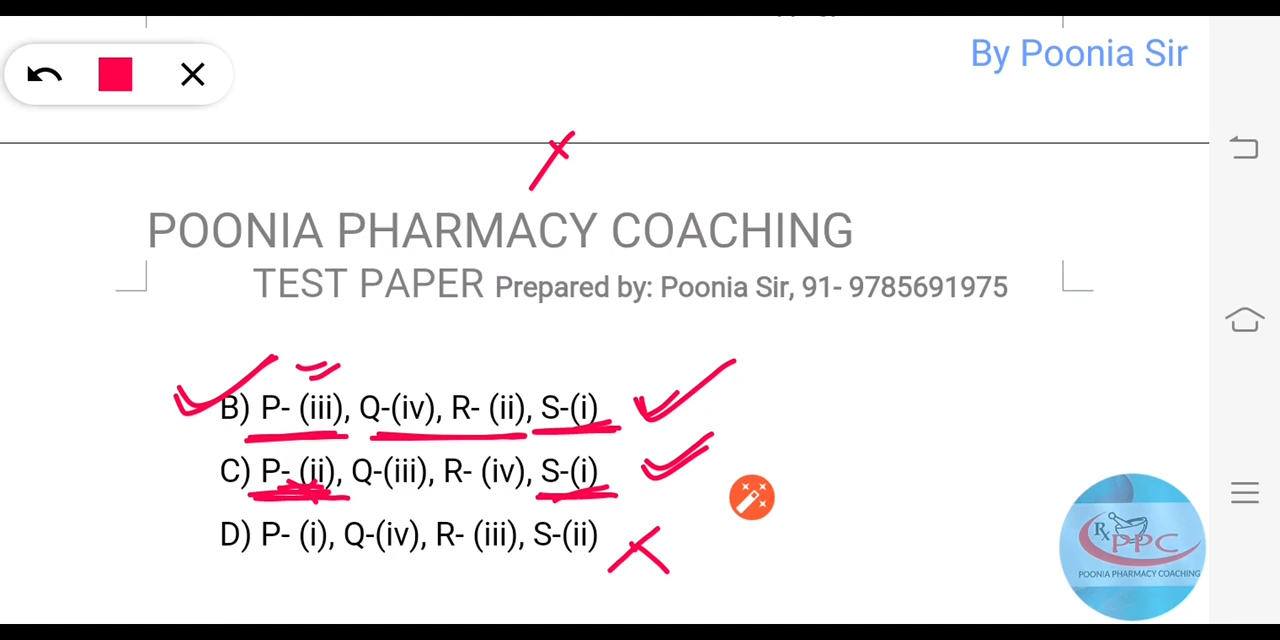 By Poonia Sir
POONIA PHARMACY COACHING
TEST PAPER Prepared by: Poonia Sir, 91- 9785691975
B) P- (iii), Q-(iv), R- (ii), S-(i)
C) P- (ii), Q-(iii), R- (iv), S-(i)
D) P- (i), Q-(iv), R- (iii), S-(ii)
Rx
PPC
POONIA PHARMACY COACHING